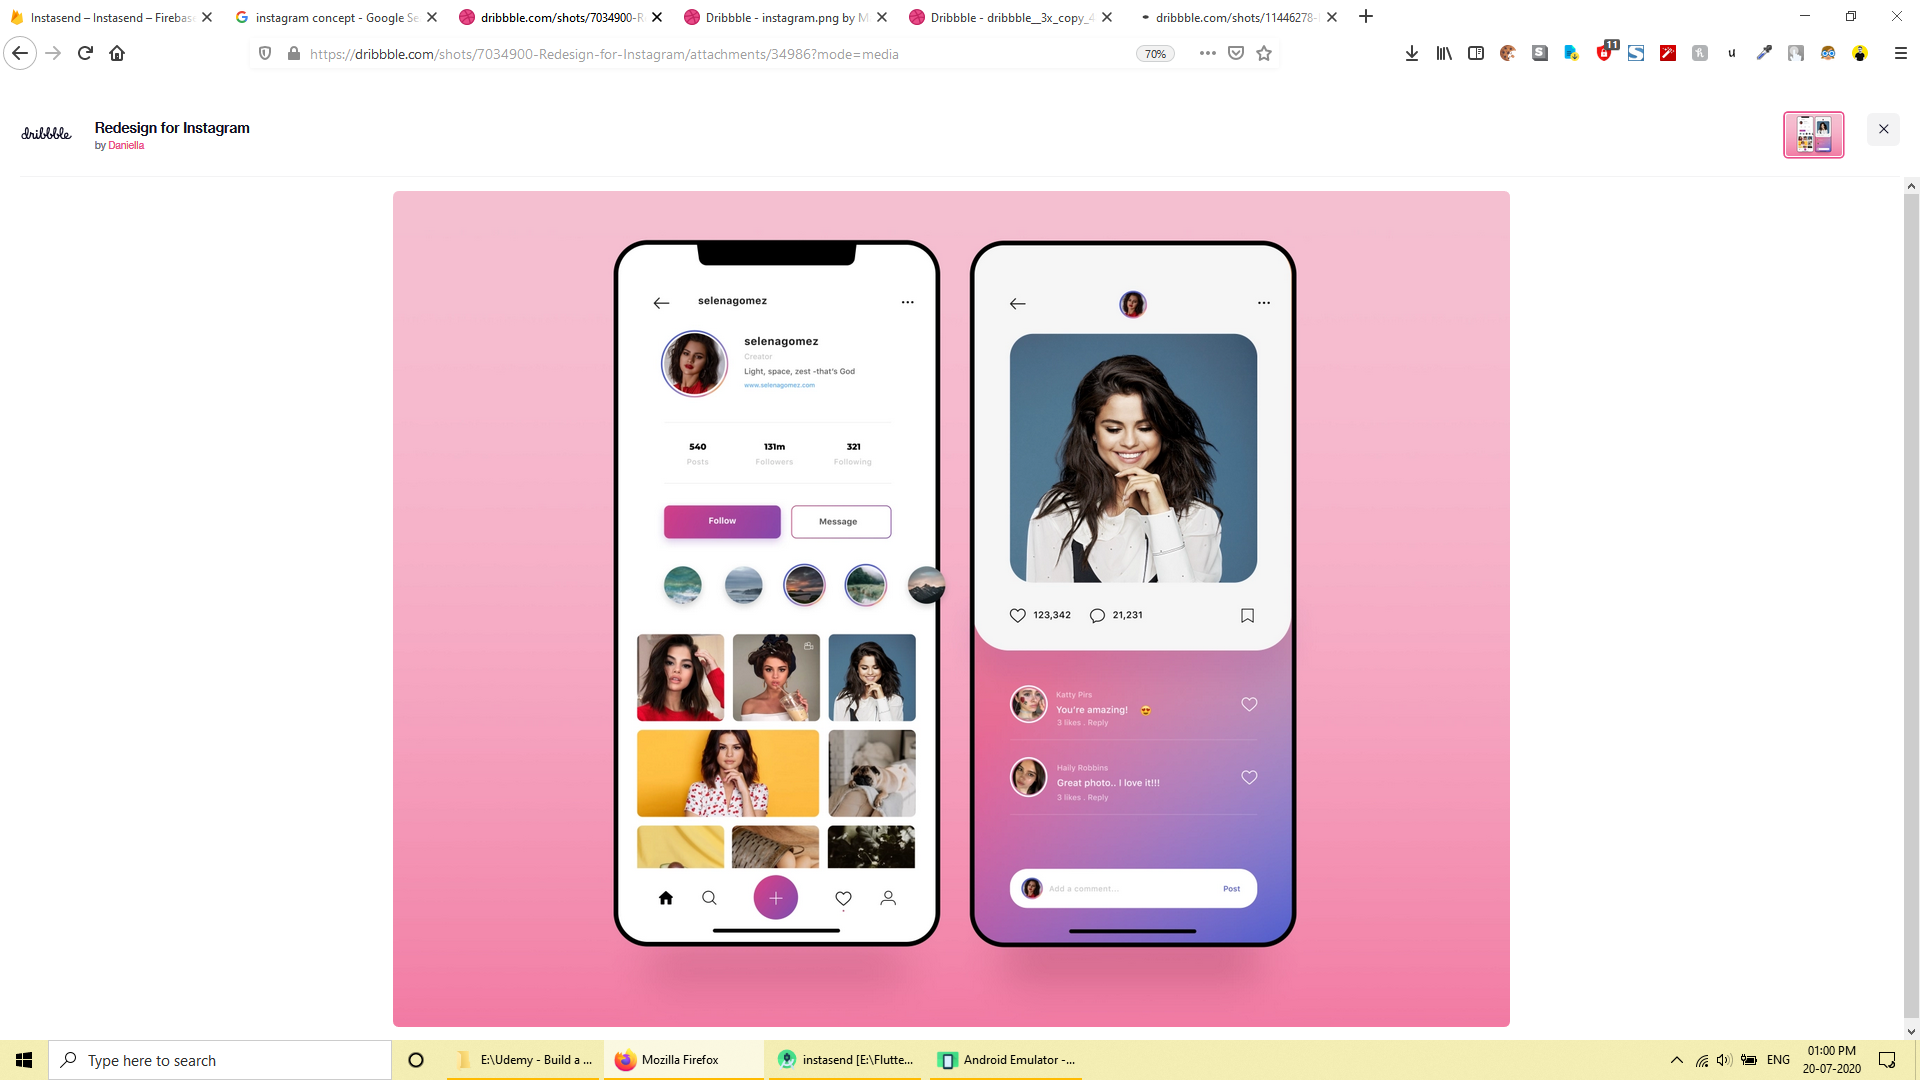 Instasend – Instasend – Firebas
instagram concept - Google Se
dribbble.com/shots/7034900-R
Dribbble - instagram.png by M
Dribbble - dribbble__3x_copy_4
dribbble.com/shots/11446278-
https://dribbble.com/shots/7034900-Redesign-for-Instagram/attachments/34986?mode=media
70%
11
dribbble
Redesign for Instagram
by Daniella
selenagomez
selenagomez
Creator
Light, space, zest -that's God
www.selenagomez.com
540
131m
321
Posts
Followers
Following
Follow
Message
123,342
21,231
Katty Pirs
You're amazing! 😍
3 likes . Reply
Haily Robbins
Great photo.. I love it!!!
3 likes . Reply
Add a comment...
Post
Type here to search
E:\Udemy - Build a ...
Mozilla Firefox
instasend [E:\Flutte...
Android Emulator -...
ENG
01:00 PM
20-07-2020